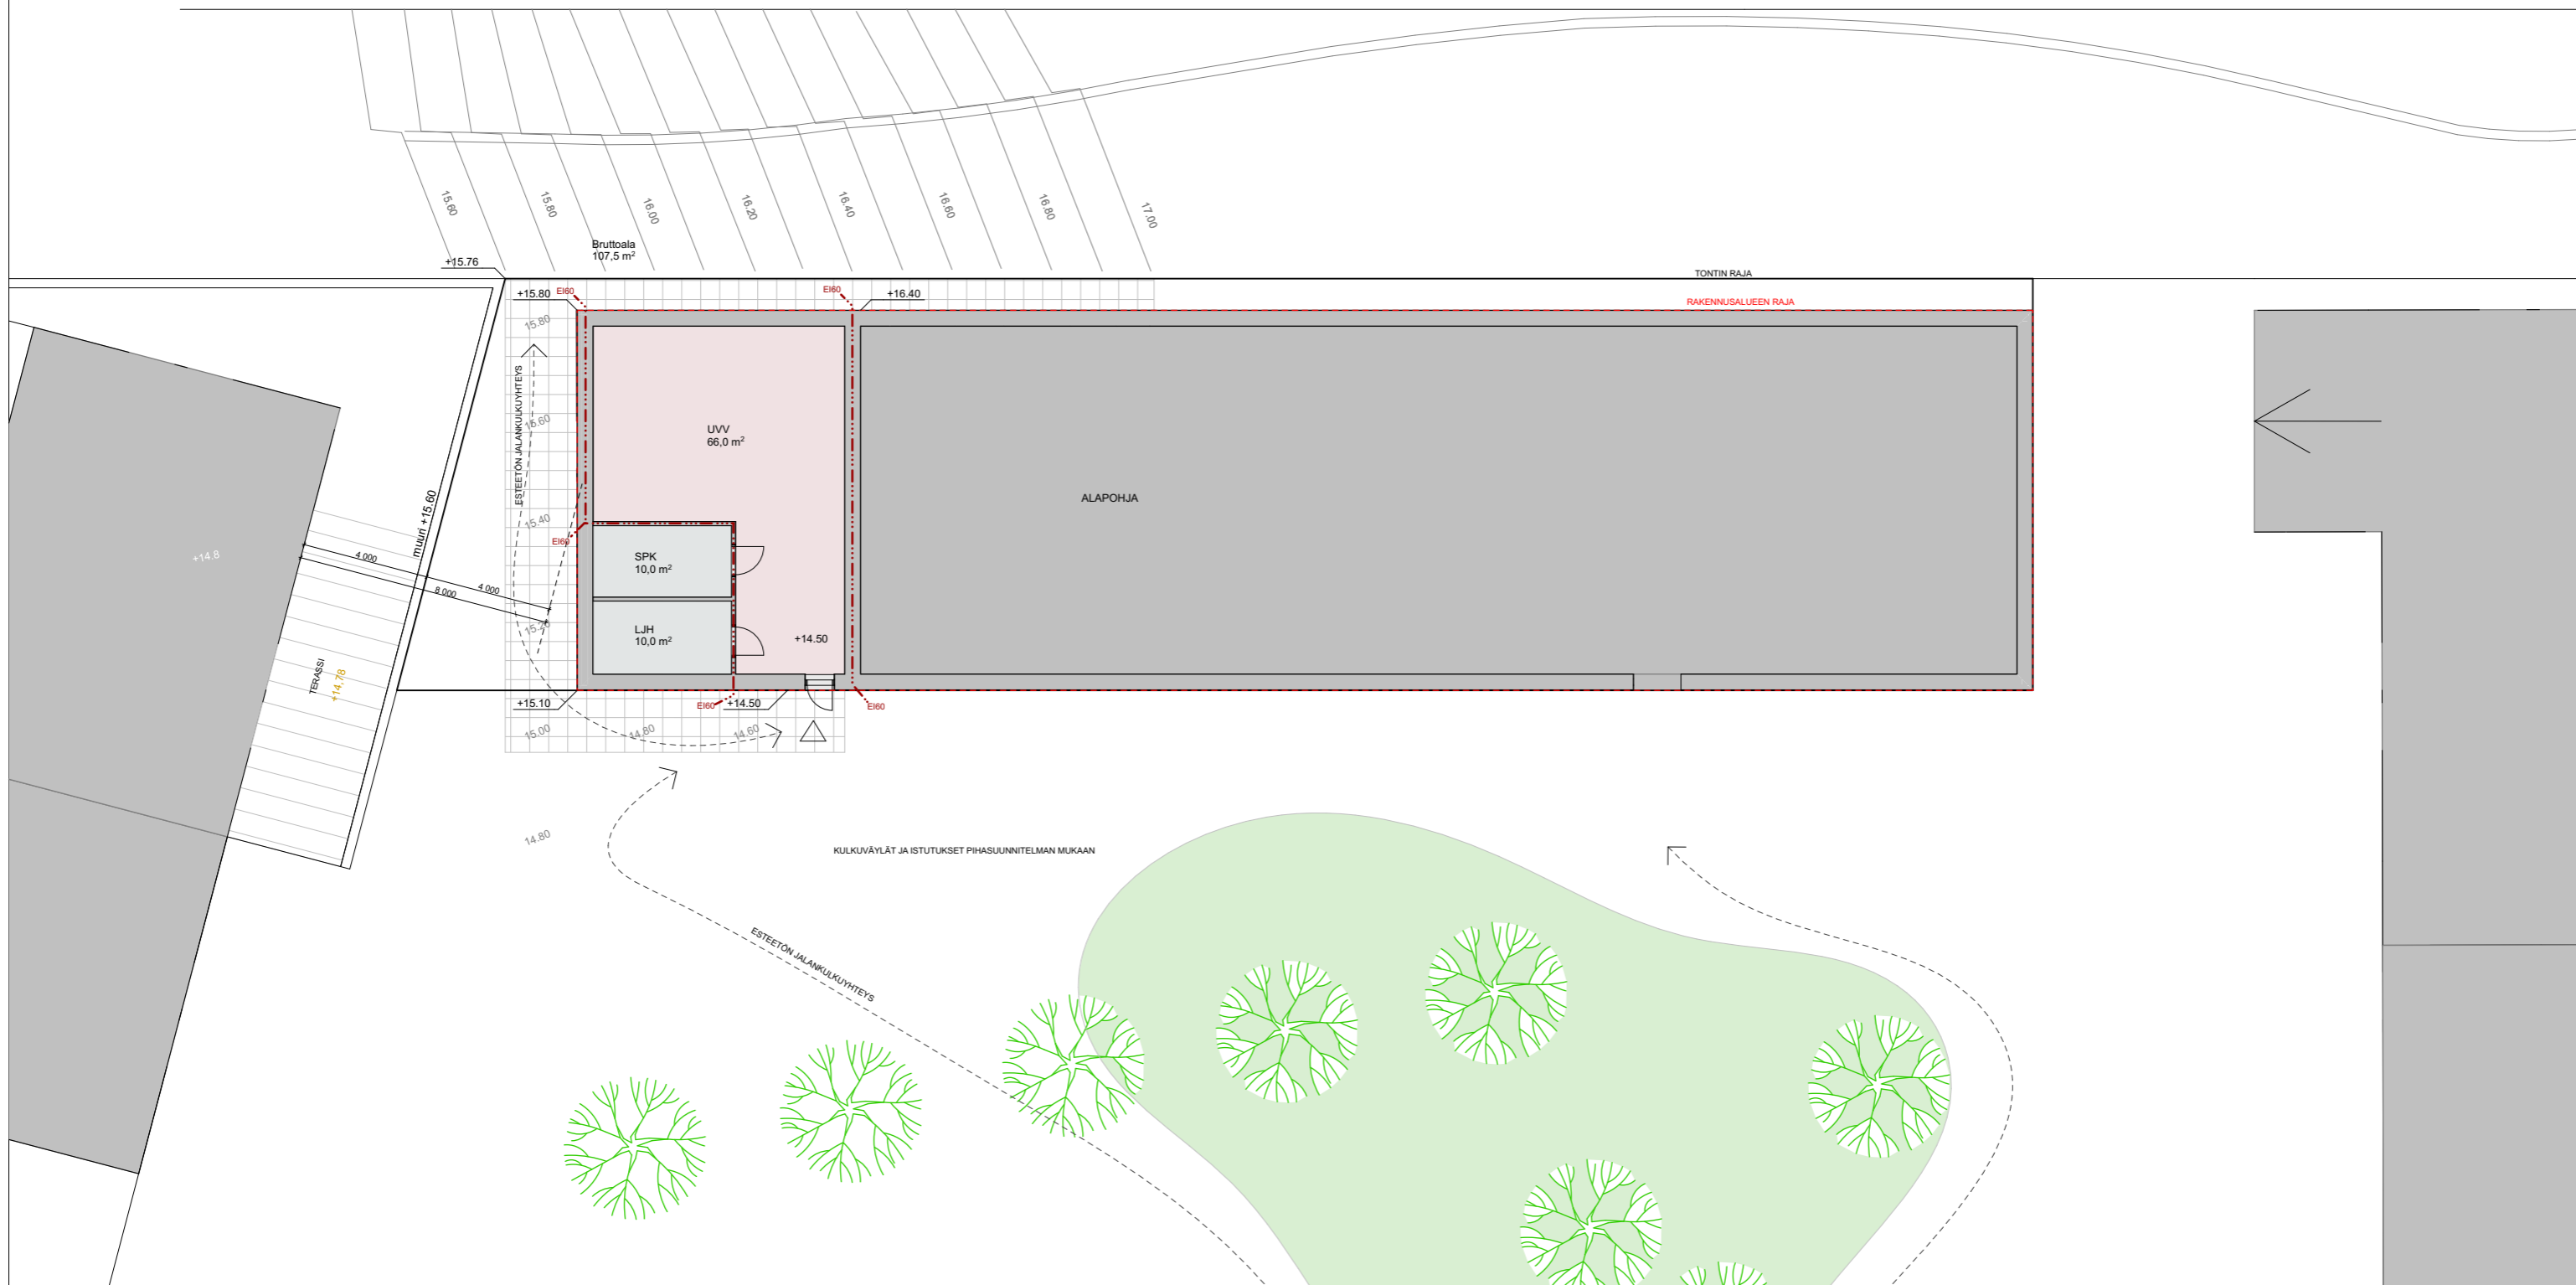 15.60
15.80
16.00
16.20
16.40
16.60
16.80
17.00
Bruttoala
107,5 m²
+15.76
TONTIN RAJA
+15.80
EI60
EI60
+16.40
RAKENNUSALUEEN RAJA
15.80
ESTEETÖN JALANKULKUYHTEYS
15.60
UVV
66,0 m²
muuri +15.60
ALAPOHJA
15.40
EI60
+14.8
4 000
SPK
10,0 m²
8 000
4 000
15.20
LJH
10,0 m²
+14.50
TERASSI
+14,78
+15.10
EI60
+14.50
EI60
15.00
14.80
14.60
14.80
KULKUVÄYLÄT JA ISTUTUKSET PIHASUUNNITELMAN MUKAAN
ESTEETÖN JALANKULKUYHTEYS